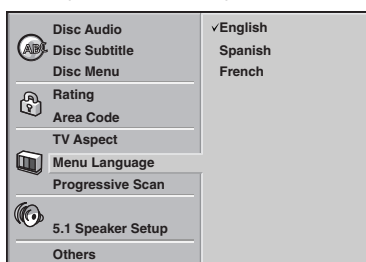 Disc Audio
Disc Subtitle
Disc Menu
Rating
Area Code
TV Aspect
Menu Language
Progressive Scan
5.1 Speaker Setup
Others
✓English
Spanish
French
ABC